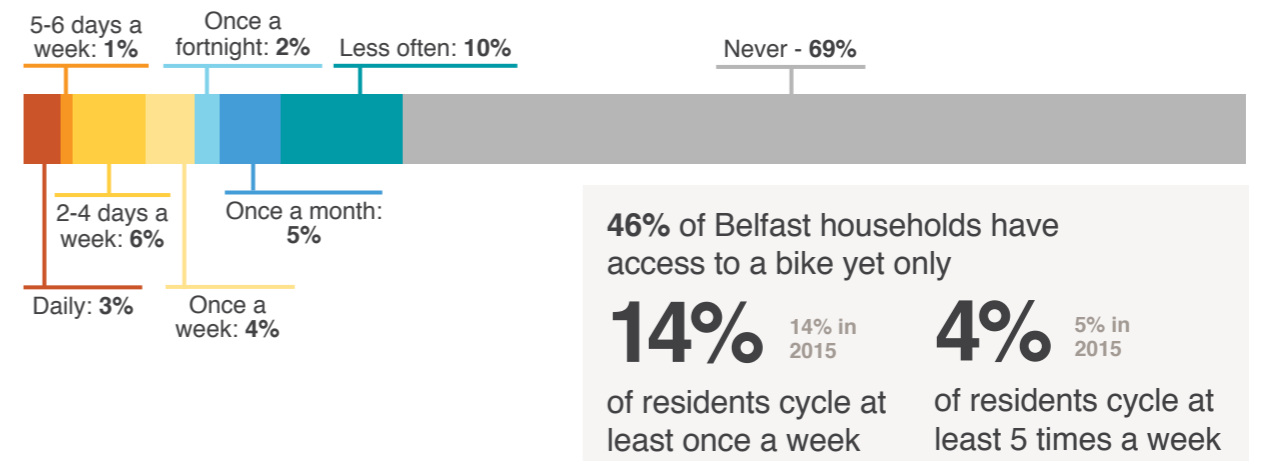 5-6 days a
week: 1%
Once a
fortnight: 2%
Less often: 10%
Never - 69%
2-4 days a
week: 6%
Once a month:
5%
Daily: 3%
Once a
week: 4%
46% of Belfast households have
access to a bike yet only
14%
14% in
2015
of residents cycle at
least once a week
4%
5% in
2015
of residents cycle at
least 5 times a week